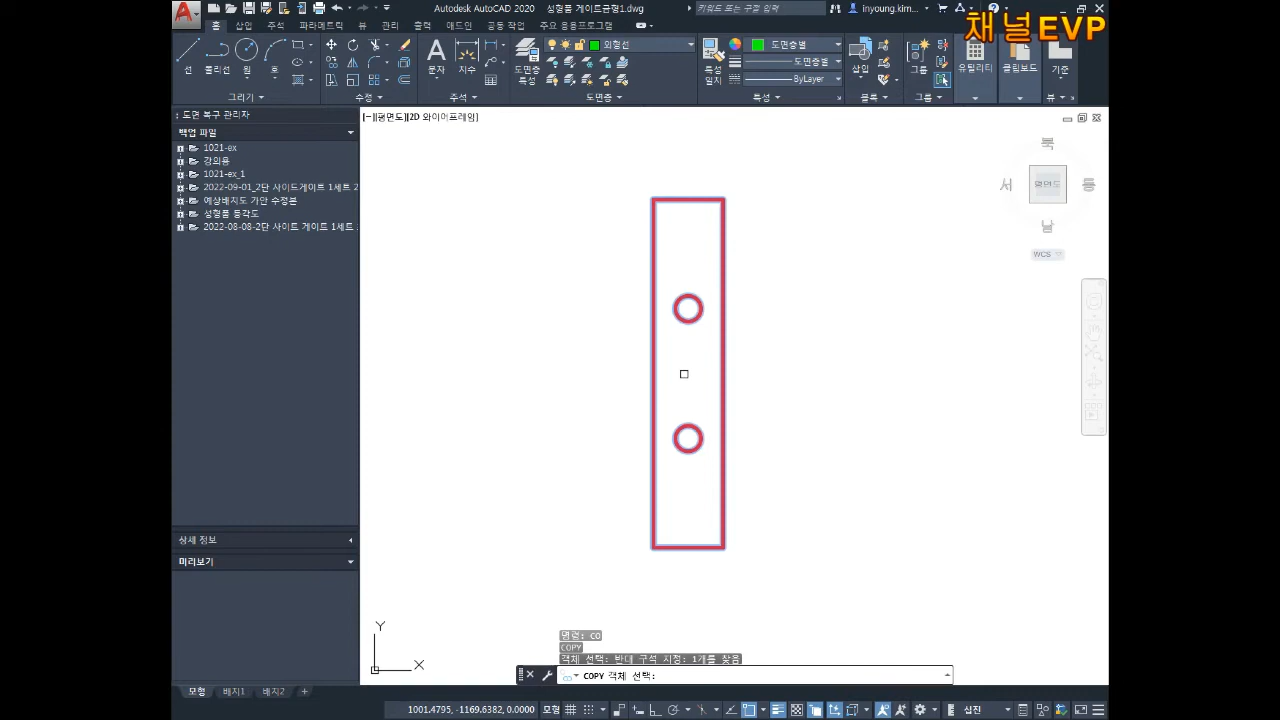 Autodesk AutoCAD 2020 성형품 게이트금형1.dwg
키워드 또는 구절 입력
inyoung.kim...
채널EVP
홈 삽입 주석 파라메트릭 뷰 관리 출력 애드인 공동 작업 주요 응용프로그램
선 폴리선 원 호
문자 치수
도면층 특성
외형선
특성 일치
도면층별
도면층별
ByLayer
삽입
그룹
유틸리티
클립보드
기준
그리기 수정 주석 도면층 특성 블록 그룹 뷰
도면 복구 관리자
백업 파일
1021-ex
강의용
1021-ex_1
2022-09-01_2단 사이드게이트 1세트 2
예상배치도 가안 수정본
성형품 등각도
2022-08-08-2단 사이트 게이트 1세트
상세 정보
미리보기
[-][평면도][2D 와이어프레임]
북
서 평면도 동
남
WCS
Y
X
명령: CO
COPY
객체 선택: 반대 구석 지정: 1개를 찾음
COPY 객체 선택:
모형 배치1 배치2 +
1001.4795, -1169.6382, 0.0000 모형
십진